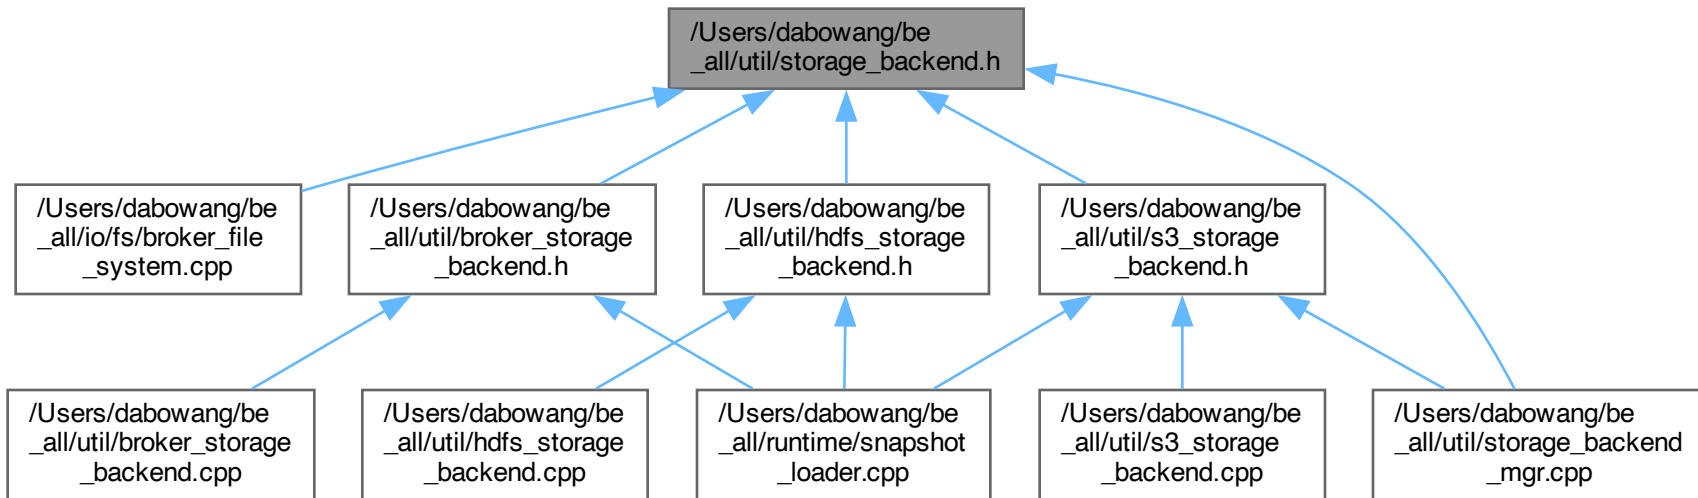 /Users/dabowang/be
_all/util/storage_backend.h
/Users/dabowang/be
_all/io/fs/broker_file
_system.cpp
/Users/dabowang/be
_all/util/broker_storage
_backend.h
/Users/dabowang/be
_all/util/hdfs_storage
_backend.h
/Users/dabowang/be
_all/util/s3_storage
_backend.h
/Users/dabowang/be
_all/util/broker_storage
_backend.cpp
/Users/dabowang/be
_all/util/hdfs_storage
_backend.cpp
/Users/dabowang/be
_all/runtime/snapshot
_loader.cpp
/Users/dabowang/be
_all/util/s3_storage
_backend.cpp
/Users/dabowang/be
_all/util/storage_backend
_mgr.cpp